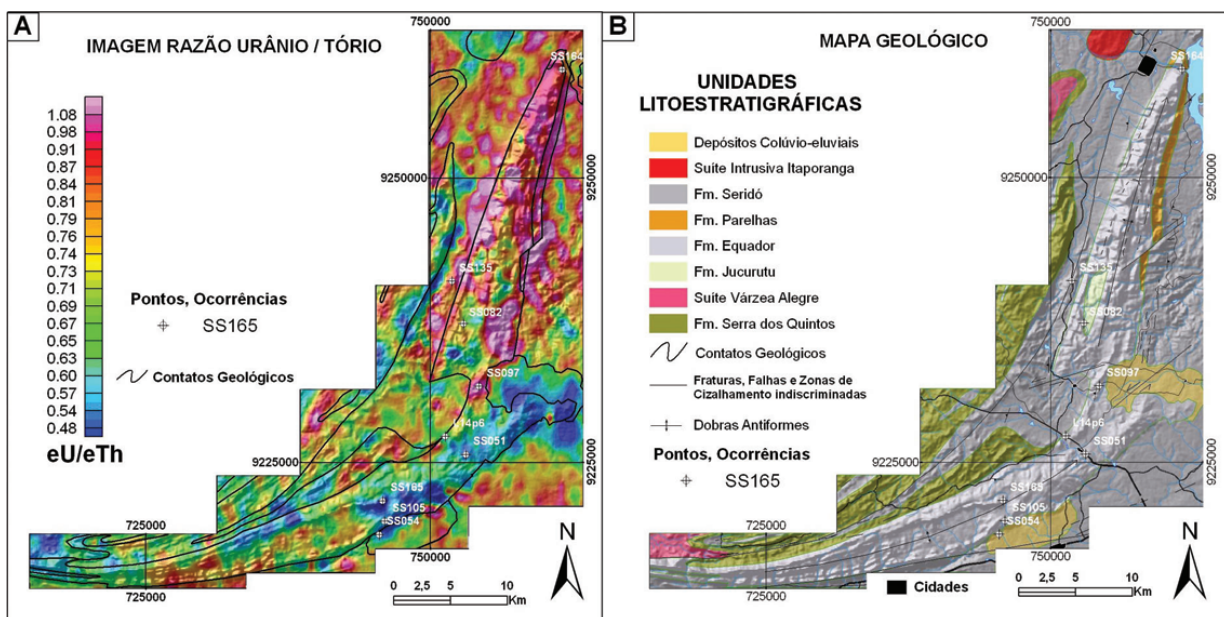 A
IMAGEM RAZÃO URÂNIO / TÓRIO
1.08
0.98
0.91
0.87
0.84
0.81
0.79
0.76
0.74
0.73
0.71
0.69
0.67
0.65
0.63
0.60
0.57
0.54
0.48
eU/eTh
Pontos, Ocorrências
SS165
Contatos Geológicos
750000
SS164
9250000
9250000
SS135
SS082
SS097
L14p6
SS051
9225000
9225000
SS165
SS105
SS054
725000
750000
725000
N
0 2,5 5 10
Km
B
MAPA GEOLÓGICO
UNIDADES
LITOESTRATIGRÁFICAS
Depósitos Colúvio-eluviais
Suite Intrusiva Itaporanga
Fm. Seridó
Fm. Parelhas
Fm. Equador
Fm. Jucurutu
Suite Várzea Alegre
Fm. Serra dos Quintos
Contatos Geológicos
Fraturas, Falhas e Zonas de
Cizalhamento indiscriminadas
Dobras Antiformes
Pontos, Ocorrências
SS165
750000
SS164
9250000
9250000
SS135
SS082
SS097
L14p6
SS051
9225000
9225000
SS165
SS105
SS054
725000
750000
725000
Cidades
N
0 2,5 5 10
Km